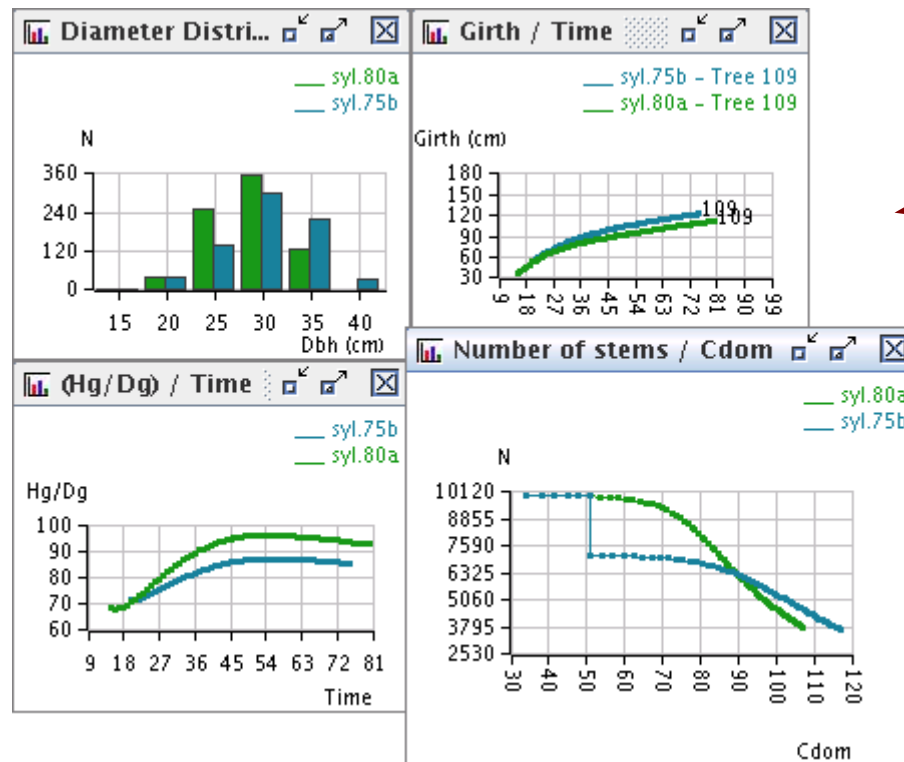 Diameter Distri...
syl.80a
syl.75b
N
360
240
120
0
15 20 25 30 35 40
Dbh (cm)
Girth / Time
syl.75b - Tree 109
syl.80a - Tree 109
Girth (cm)
180
150
120
90
60
30
109
109
9 18 27 36 45 54 63 72 81 90 99
(Hg/Dg) / Time
syl.75b
syl.80a
Hg/Dg
100
90
80
70
60
9 18 27 36 45 54 63 72 81
Time
Number of stems / Cdom
syl.80a
syl.75b
N
10120
8855
7590
6325
5060
3795
2530
30 40 50 60 70 80 90 100 110 120
Cdom